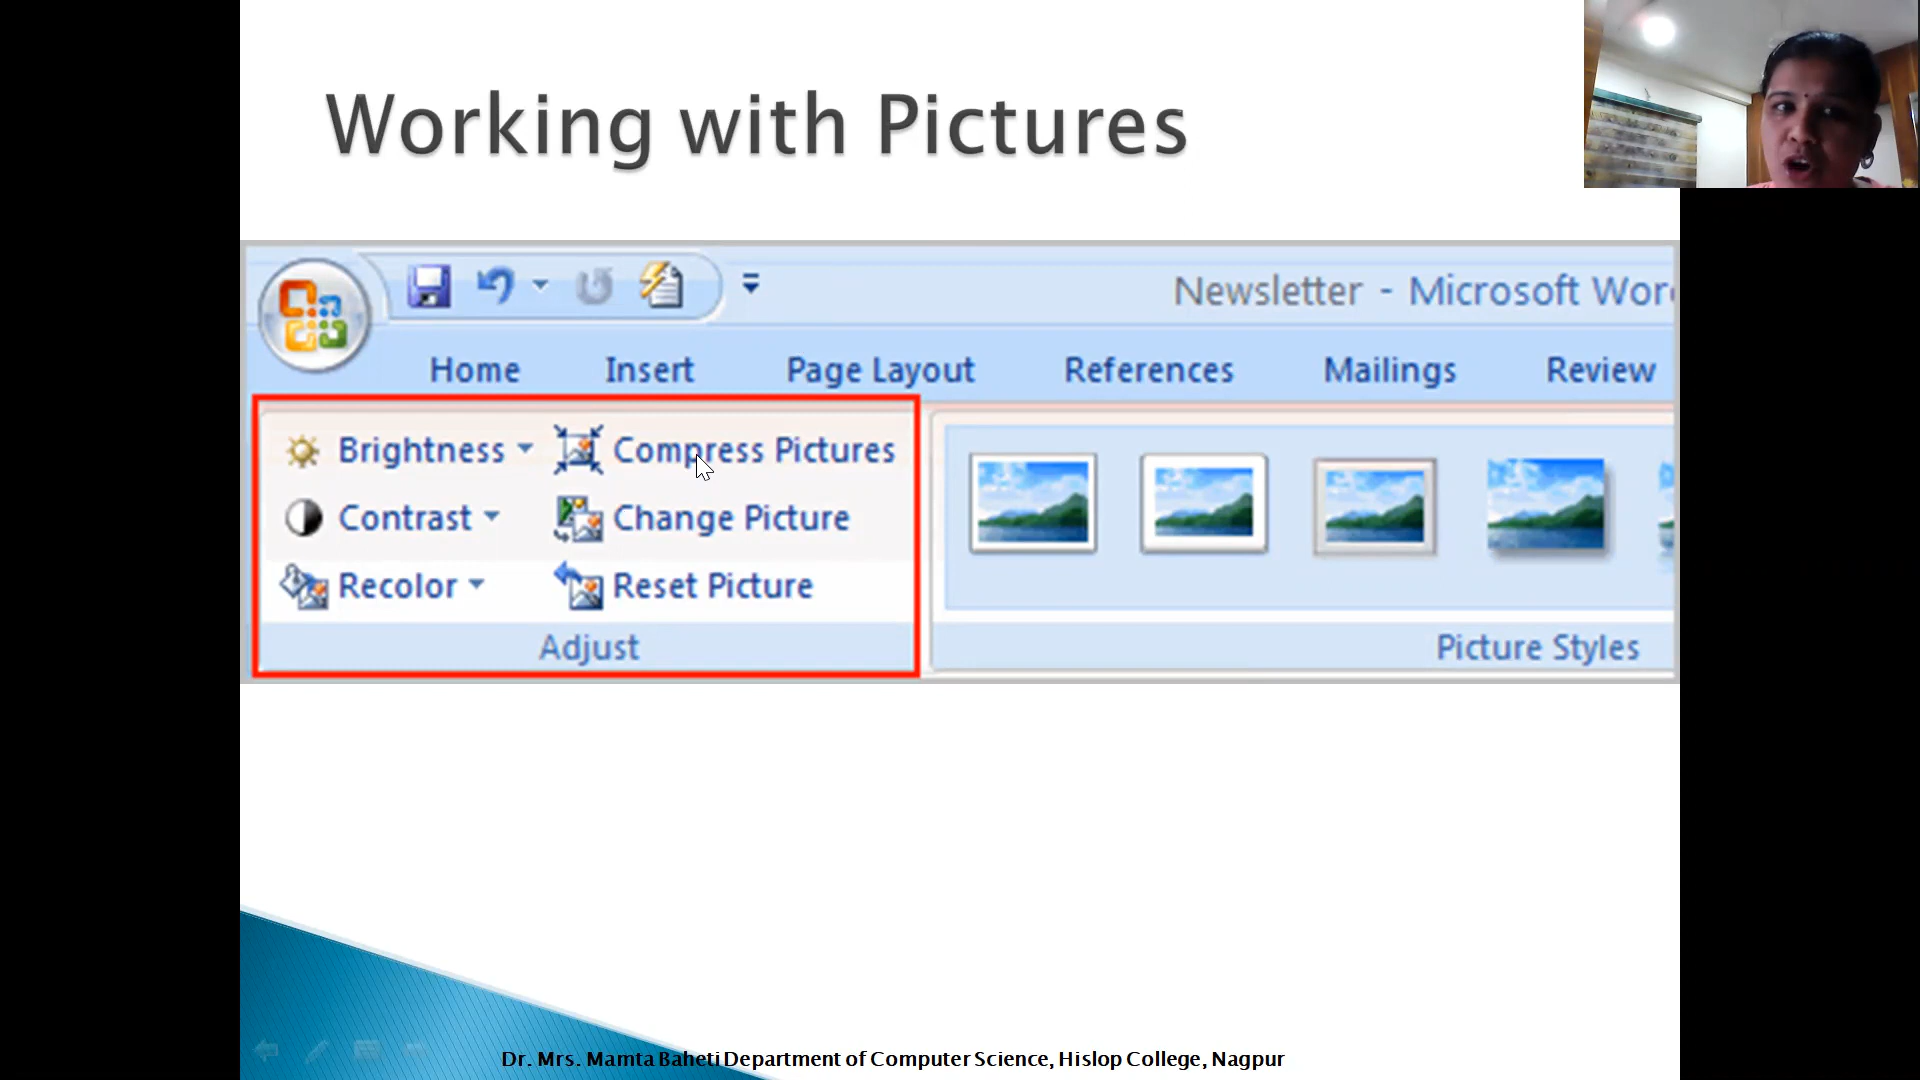 Working with Pictures
Newsletter - Microsoft Wor
Home Insert Page Layout References Mailings Review
Brightness Compress Pictures
Contrast Change Picture
Recolor Reset Picture
Adjust Picture Styles
Dr. Mrs. Mamta Baheti Department of Computer Science, Hislop College, Nagpur